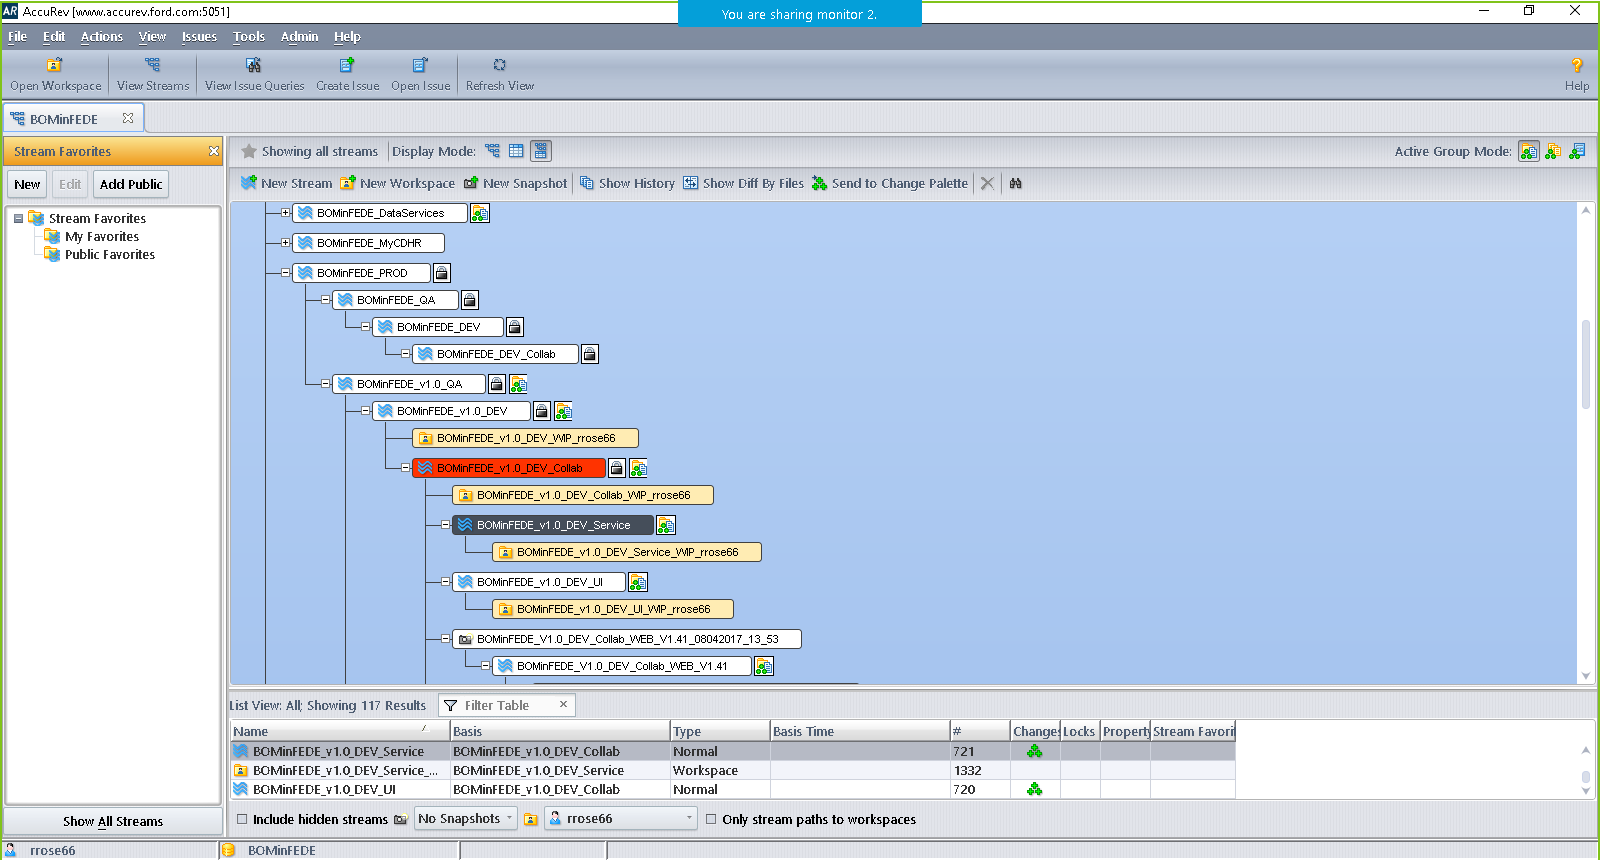 AR AccuRev [www.accurev.ford.com:5051]
You are sharing monitor 2.
File Edit Actions View Issues Tools Admin Help
Open Workspace View Streams View Issue Queries Create Issue Open Issue Refresh View Help
BOMinFEDE
Stream Favorites
Showing all streams Display Mode: Active Group Mode:
New Edit Add Public
New Stream New Workspace New Snapshot Show History Show Diff By Files Send to Change Palette
Stream Favorites
My Favorites
Public Favorites
BOMinFEDE_DataServices
BOMinFEDE_MyCDHR
BOMinFEDE_PROD
BOMinFEDE_QA
BOMinFEDE_DEV
BOMinFEDE_DEV_Collab
BOMinFEDE_v1.0_QA
BOMinFEDE_v1.0_DEV
BOMinFEDE_v1.0_DEV_WIP_rrose66
BOMinFEDE_v1.0_DEV_Collab
BOMinFEDE_v1.0_DEV_Collab_WIP_rrose66
BOMinFEDE_v1.0_DEV_Service
BOMinFEDE_v1.0_DEV_Service_WIP_rrose66
BOMinFEDE_v1.0_DEV_UI
BOMinFEDE_v1.0_DEV_UI_WIP_rrose66
BOMinFEDE_V1.0_DEV_Collab_WEB_V1.41_08042017_13_53
BOMinFEDE_V1.0_DEV_Collab_WEB_V1.41
List View: All; Showing 117 Results Filter Table
Name Basis Type Basis Time # Changes Locks Property Stream Favori
BOMinFEDE_v1.0_DEV_Service BOMinFEDE_v1.0_DEV_Collab Normal 721
BOMinFEDE_v1.0_DEV_Service_... BOMinFEDE_v1.0_DEV_Service Workspace 1332
BOMinFEDE_v1.0_DEV_UI BOMinFEDE_v1.0_DEV_Collab Normal 720
Show All Streams
Include hidden streams No Snapshots rrose66 Only stream paths to workspaces
rrose66 BOMinFEDE